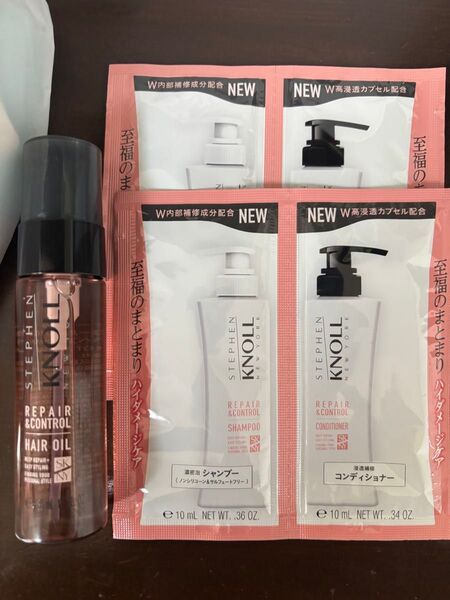 W内部補修成分配合 NEW
NEW W高浸透カプセル配合
至福のまと
至福のま
W内部補修成分配合 NEW
NEW W高浸透カプセル配合
至福のまとまり ハイダメージケア
STEPHEN
KNOLL
NEW YORK
REPAIR
&CONTROL
SHAMPOO
濃密泡 シャンプー
(ノンシリコーン&サルフェートフリー)
e 10 mL NET WT. .36 OZ.
STEPHEN
KNOLL
NEW YORK
REPAIR
&CONTROL
CONDITIONER
浸透補修
コンディショナー
e 10 mL NET WT. .34 OZ.
至福のまとまり ハイダメージケア
STEPHEN
KNOLL
NEW YORK
REPAIR
&CONTROL
HAIR OIL
DEEP REPAIR
EASY STYLING
SKNY